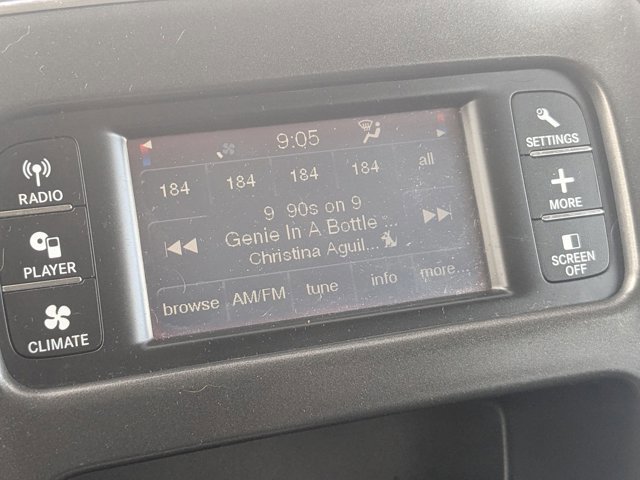 9:05
184 184 184 184 all
9 90s on 9
Genie In A Bottle ...
Christina Aguil...
browse AM/FM tune info more...
RADIO
PLAYER
CLIMATE
SETTINGS
MORE
SCREEN
OFF